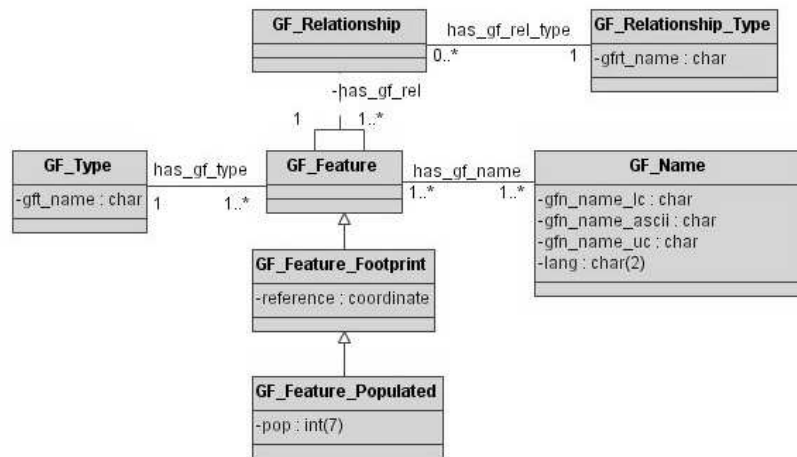 GF_Relationship
has_gf_rel_type
0..*
1
GF_Relationship_Type
-gfrt_name : char
-has_gf_rel
1
1..*
GF_Type
-gft_name : char
has_gf_type
1
1..*
GF_Feature
has_gf_name
1..*
1..*
GF_Name
-gfn_name_lc : char
-gfn_name_ascii : char
-gfn_name_uc : char
-lang : char(2)
GF_Feature_Footprint
-reference : coordinate
GF_Feature_Populated
-pop : int(7)